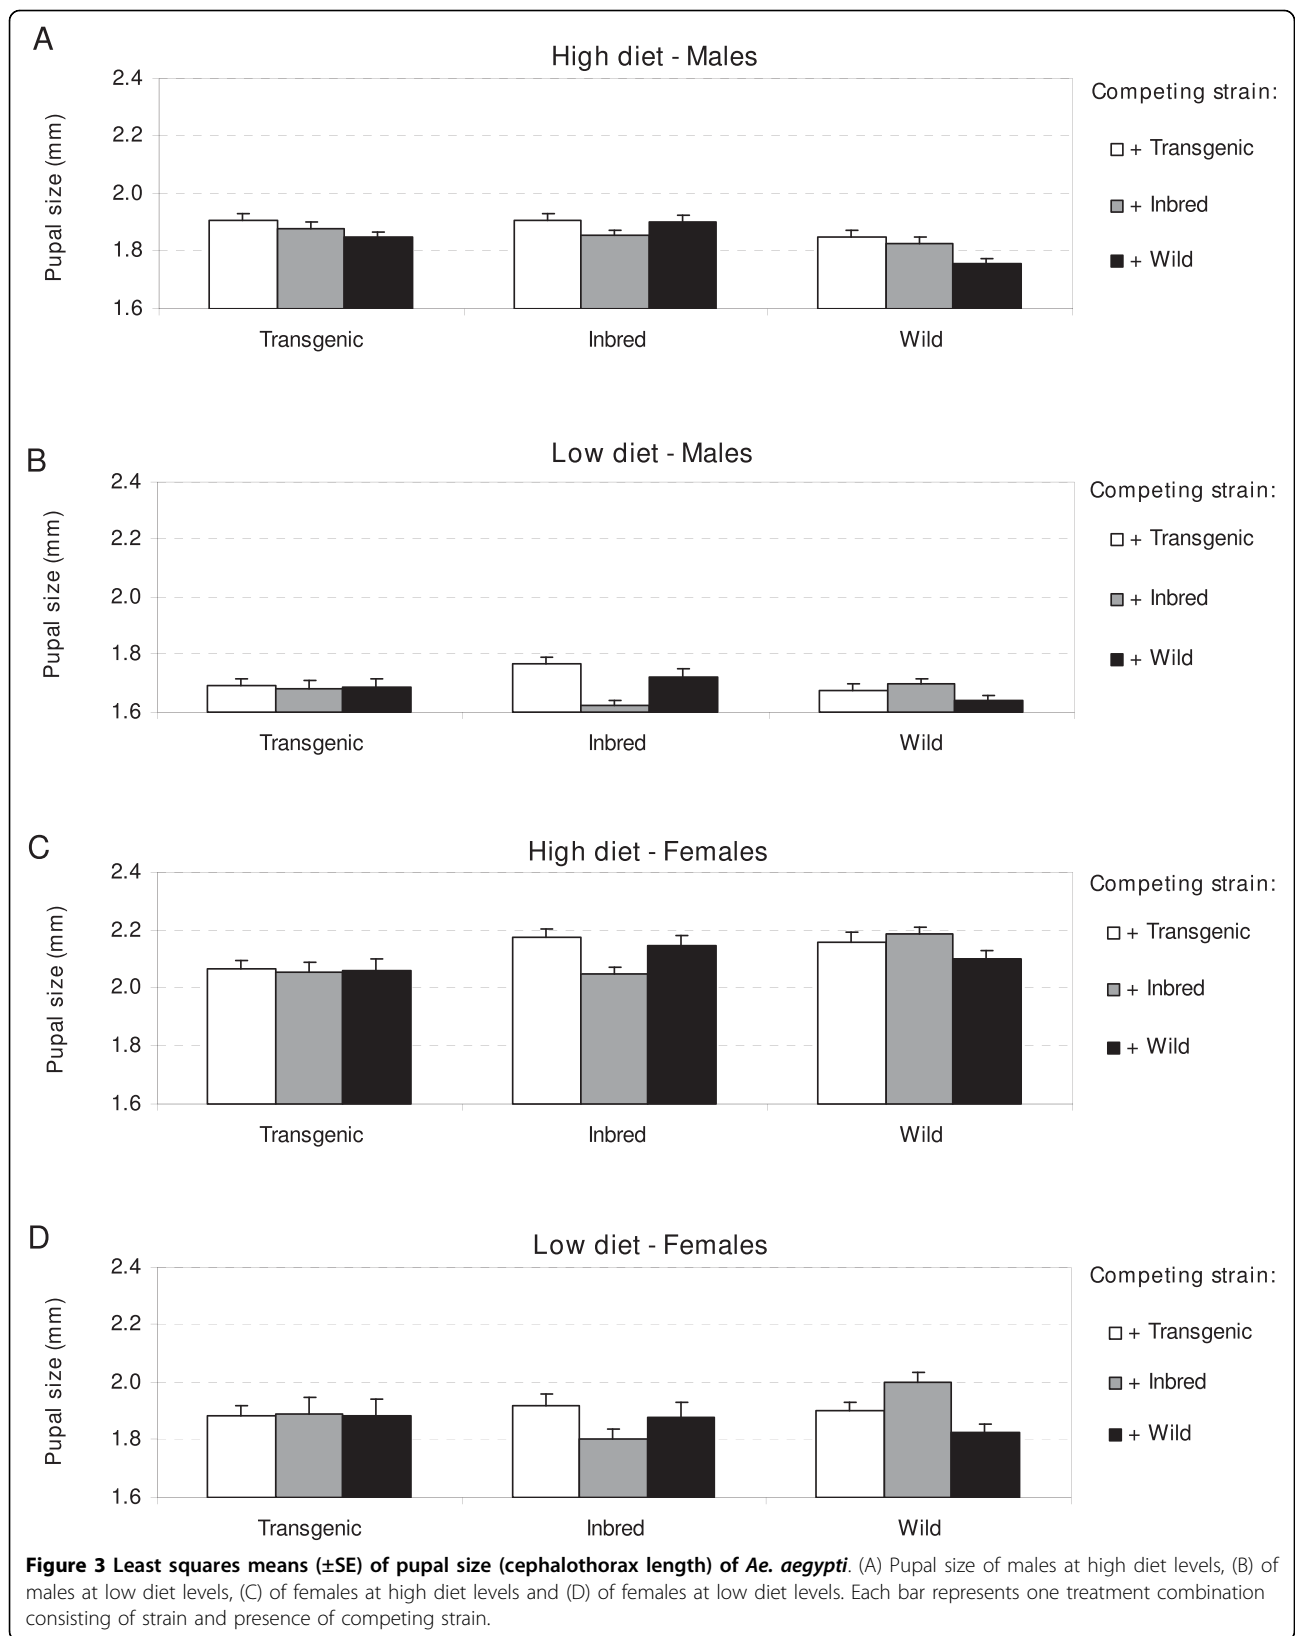 A
High diet - Males
Pupal size (mm)
2.4
2.2
2.0
1.8
1.6
Transgenic
Inbred
Wild
Competing strain:
+ Transgenic
+ Inbred
+ Wild
B
Low diet - Males
Pupal size (mm)
2.4
2.2
2.0
1.8
1.6
Transgenic
Inbred
Wild
Competing strain:
+ Transgenic
+ Inbred
+ Wild
C
High diet - Females
Pupal size (mm)
2.4
2.2
2.0
1.8
1.6
Transgenic
Inbred
Wild
Competing strain:
+ Transgenic
+ Inbred
+ Wild
D
Low diet - Females
Pupal size (mm)
2.4
2.2
2.0
1.8
1.6
Transgenic
Inbred
Wild
Competing strain:
+ Transgenic
+ Inbred
+ Wild
Figure 3 Least squares means (±SE) of pupal size (cephalothorax length) of Ae. aegypti. (A) Pupal size of males at high diet levels, (B) of
males at low diet levels, (C) of females at high diet levels and (D) of females at low diet levels. Each bar represents one treatment combination
consisting of strain and presence of competing strain.